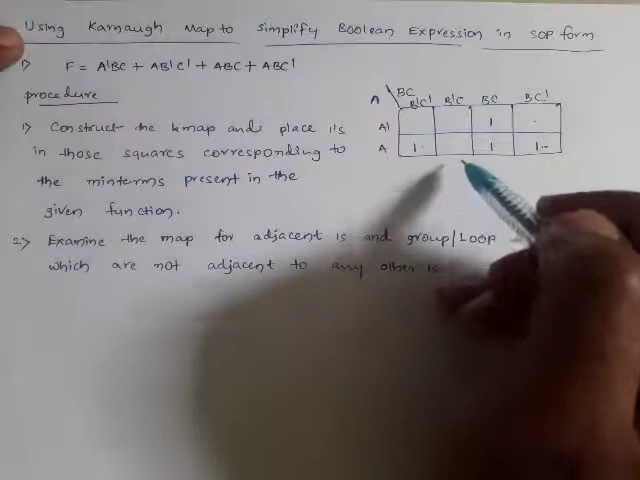 Using Karnaugh Map to simplify Boolean Expression in SOP form
1) F = A'BC + AB'C' + ABC + ABC'
procedure
A BC
B'C' B'C BC BC'
A' 1
A 1 1 1
1) Construct the kmap and place 1s
in those squares corresponding to
the minterms present in the
given function.
2) Examine the map for adjacent 1s and group/Loop
which are not adjacent to any other 1s